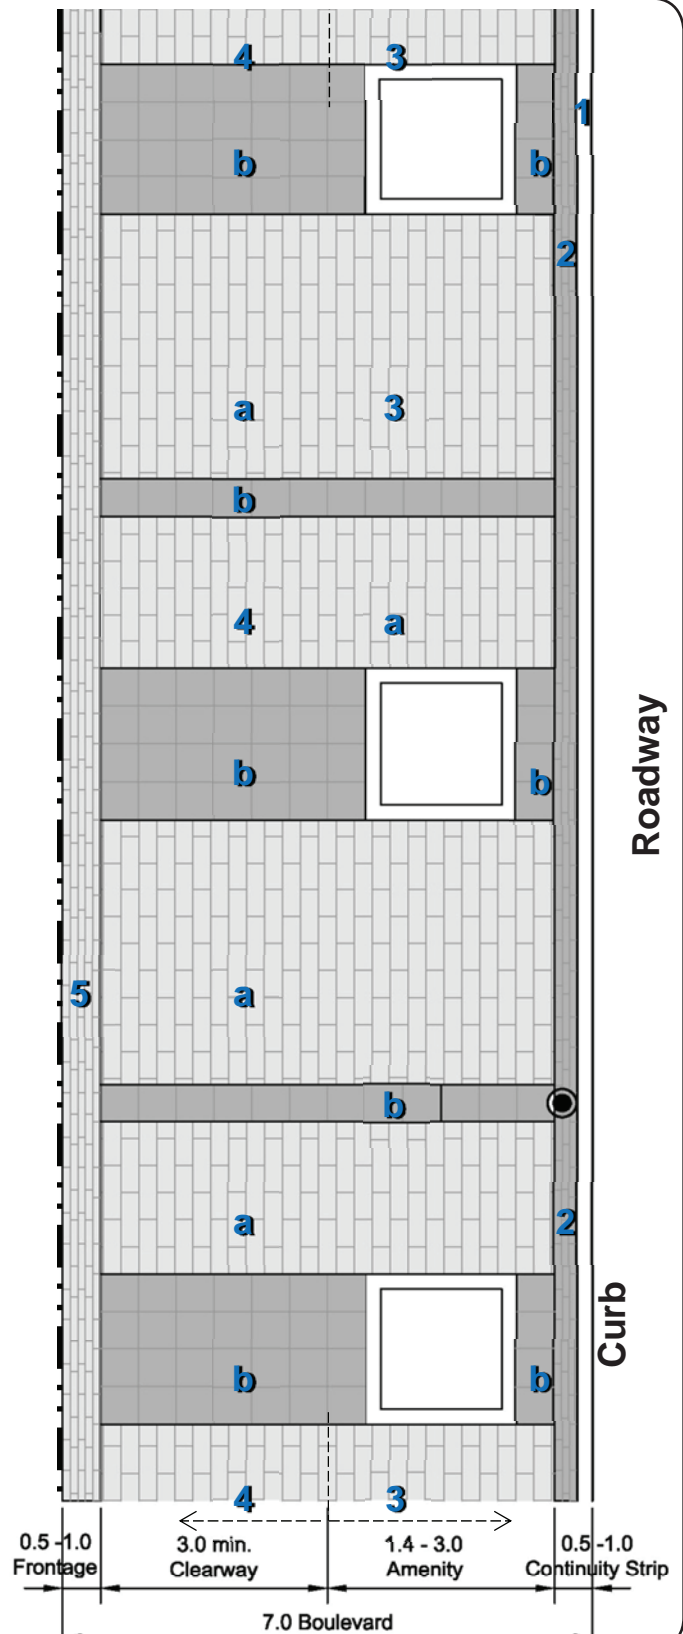 4 3
1
b b
2
a 3
b
4 a
b b
Roadway
5 a
b
a 2
Curb
b b
4 3
0.5 -1.0 3.0 min. 1.4 - 3.0 0.5 -1.0
Frontage Clearway Amenity Continuity Strip
7.0 Boulevard